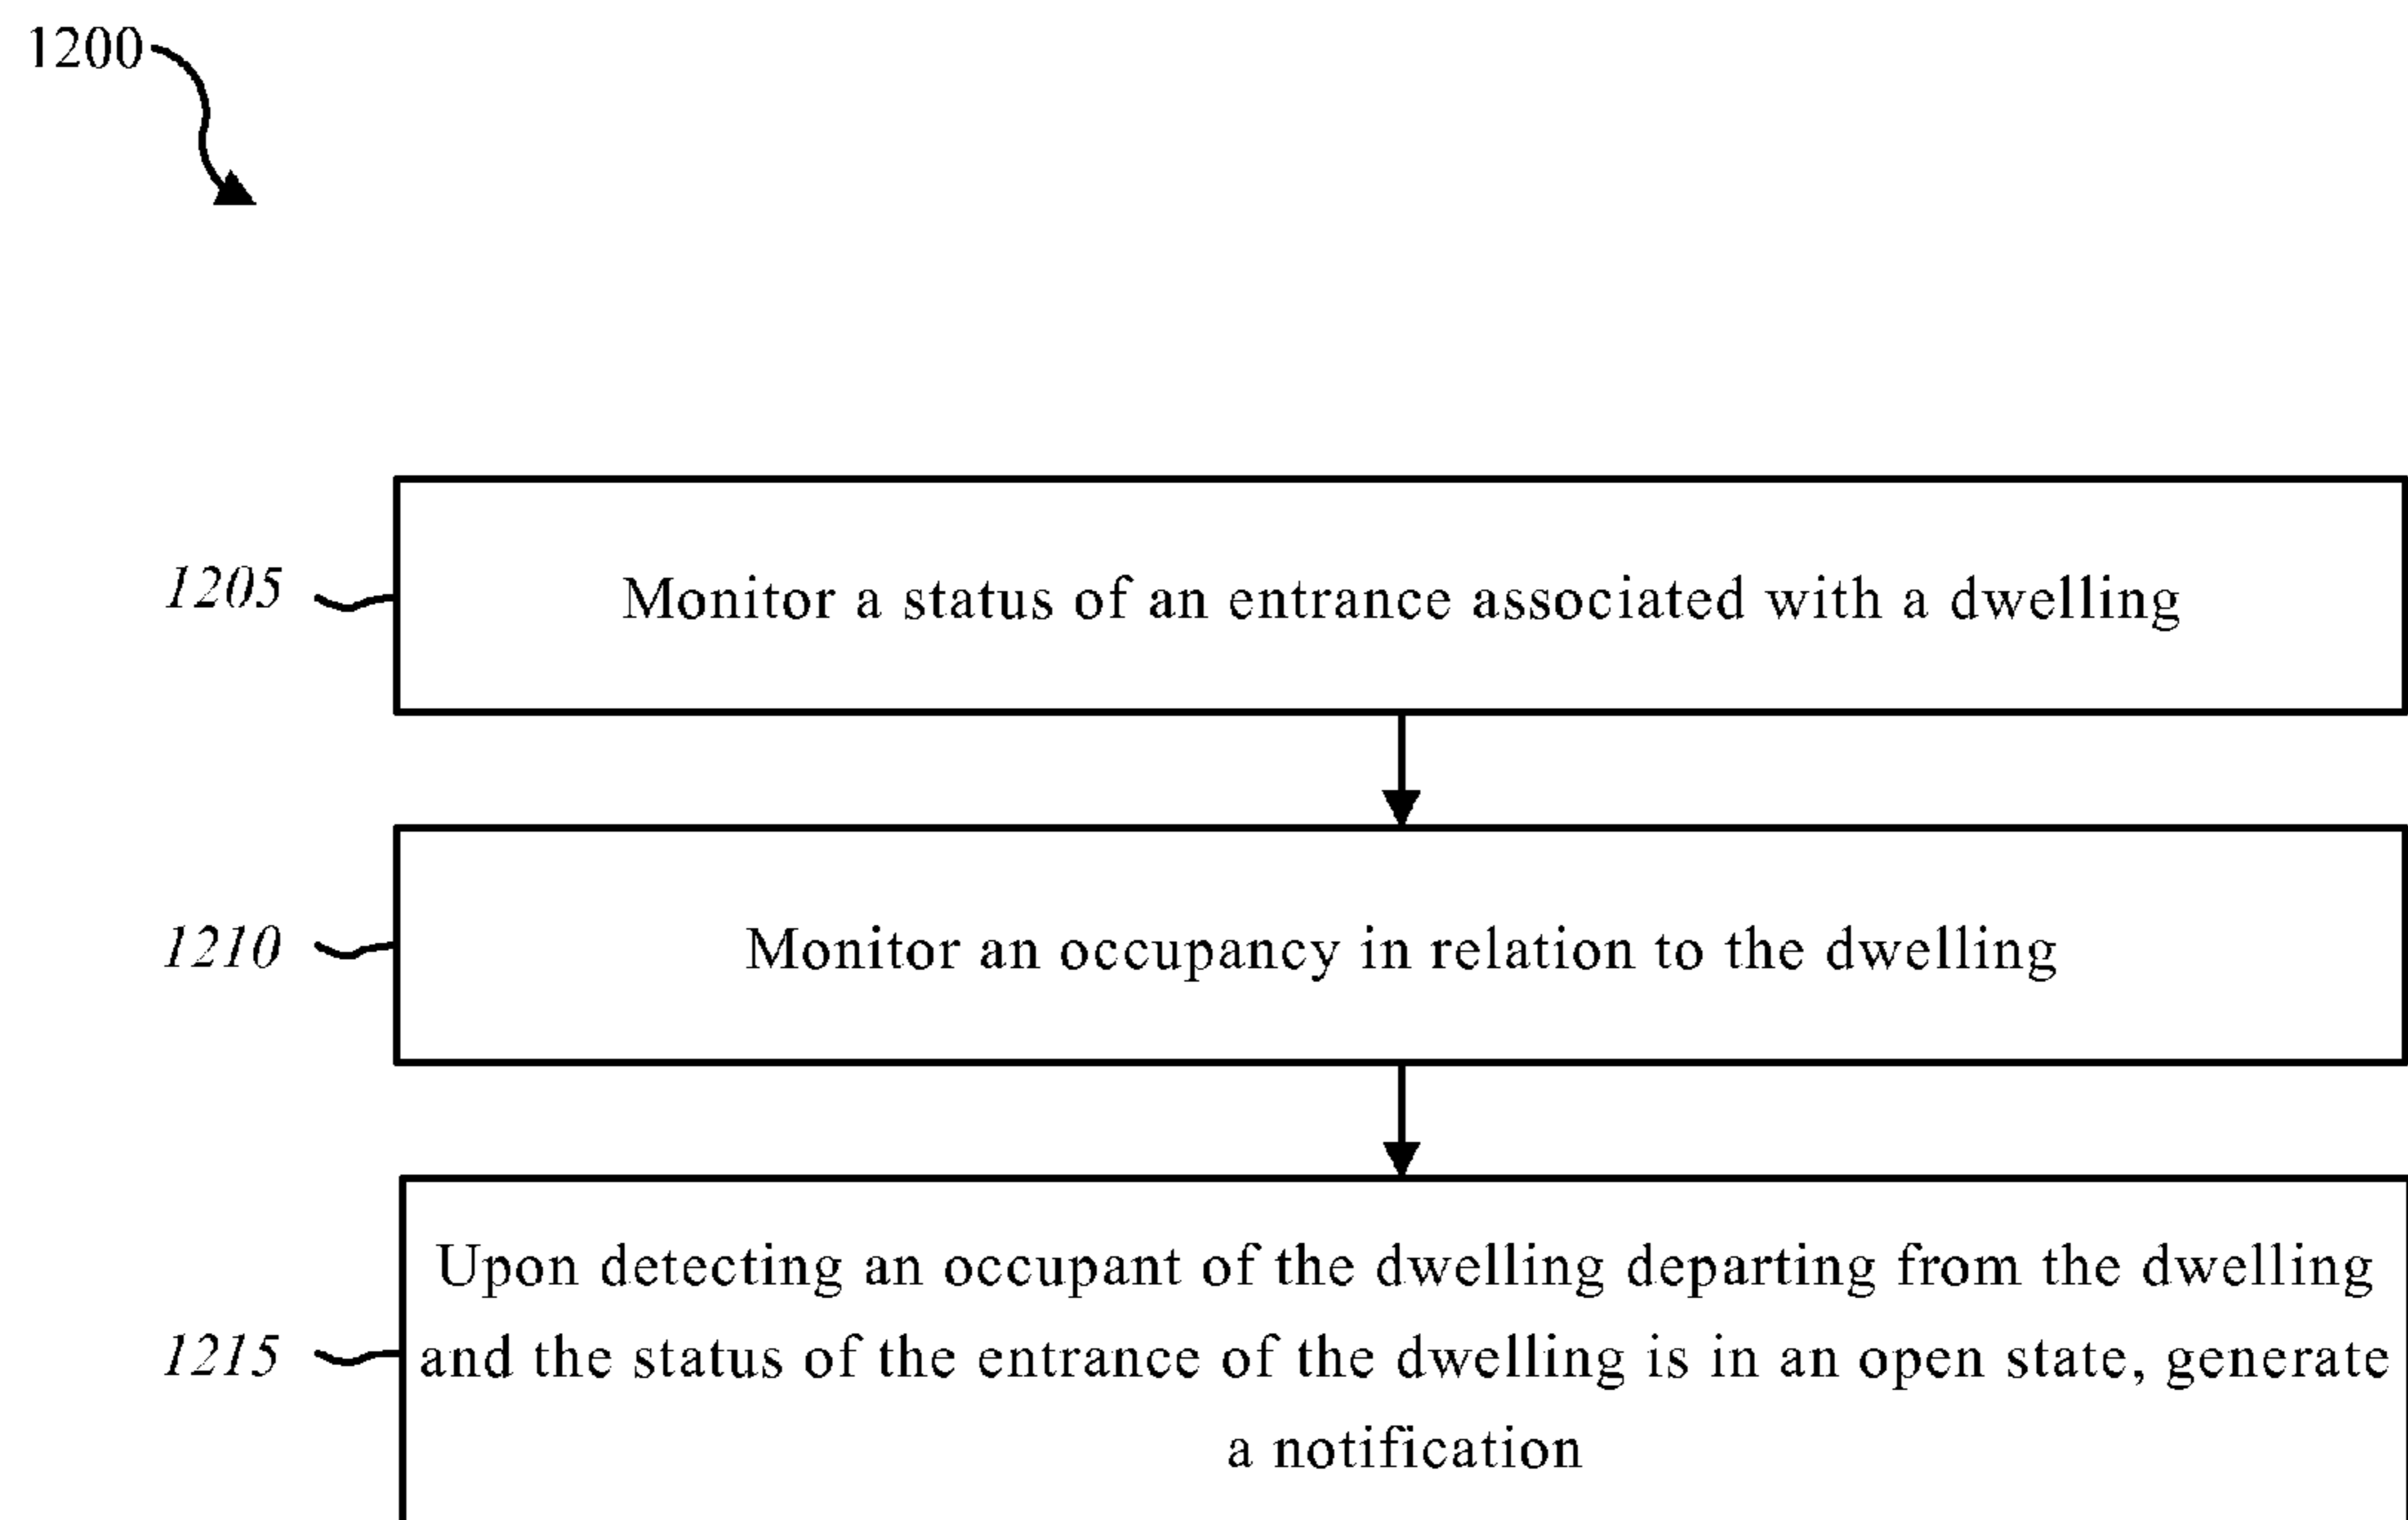 1200
1205
Monitor a status of an entrance associated with a dwelling
1210
Monitor an occupancy in relation to the dwelling
1215
Upon detecting an occupant of the dwelling departing from the dwelling
and the status of the entrance of the dwelling is in an open state, generate
a notification